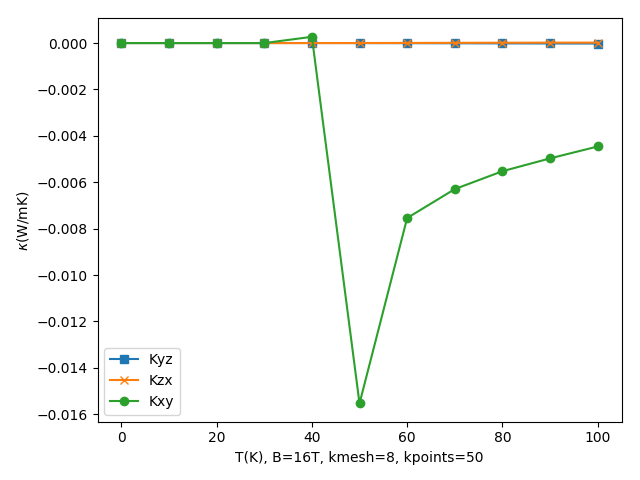 0.000
−0.002
−0.004
−0.006
−0.008
−0.010
−0.012
−0.014
−0.016
κ(W/mK)
Kyz
Kzx
Kxy
0 20 40 60 80 100
T(K), B=16T, kmesh=8, kpoints=50